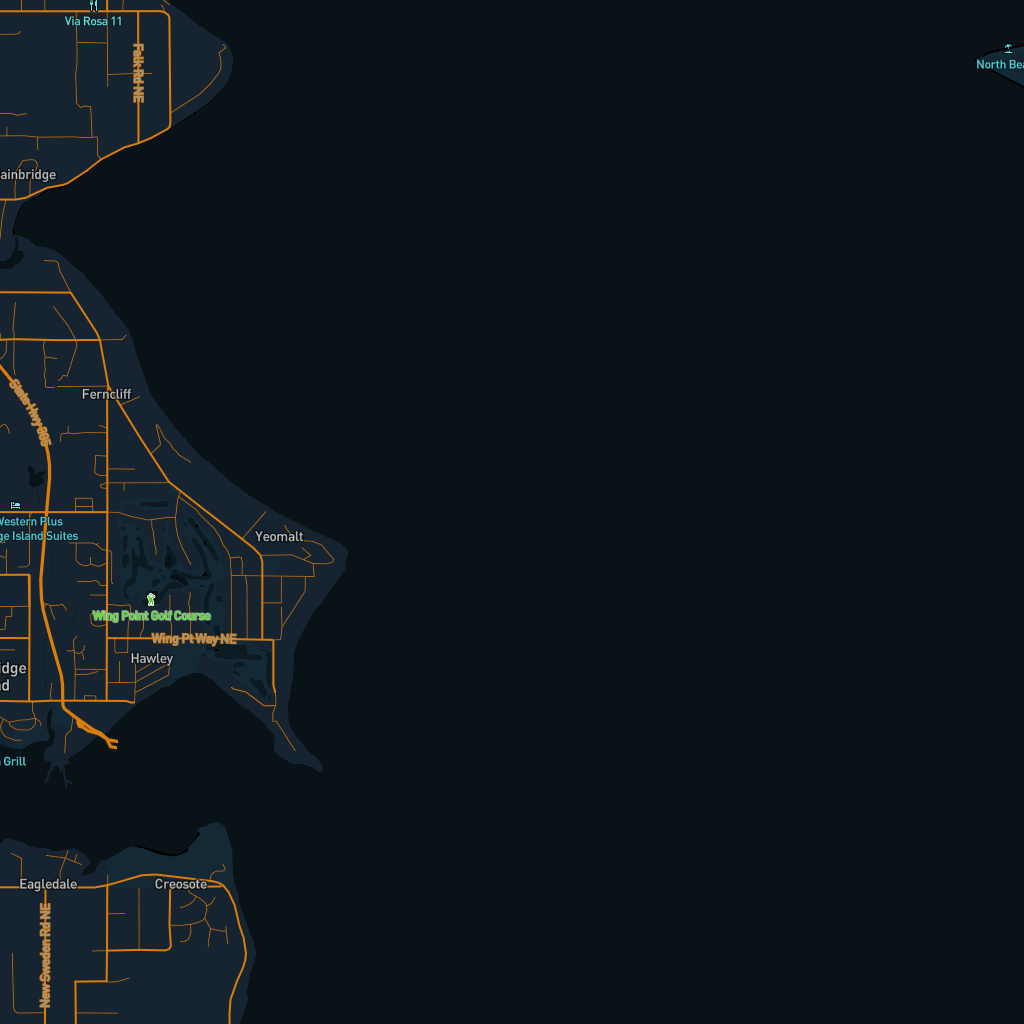 Via Rosa 11
Falk Rd NE
North Bea
ainbridge
Ferncliff
State Hwy 305
Western Plus
ge Island Suites
Yeomalt
Wing Point Golf Course
Wing Pt Way NE
Hawley
idge
nd
Grill
Eagledale
Creosote
New Sweden Rd NE